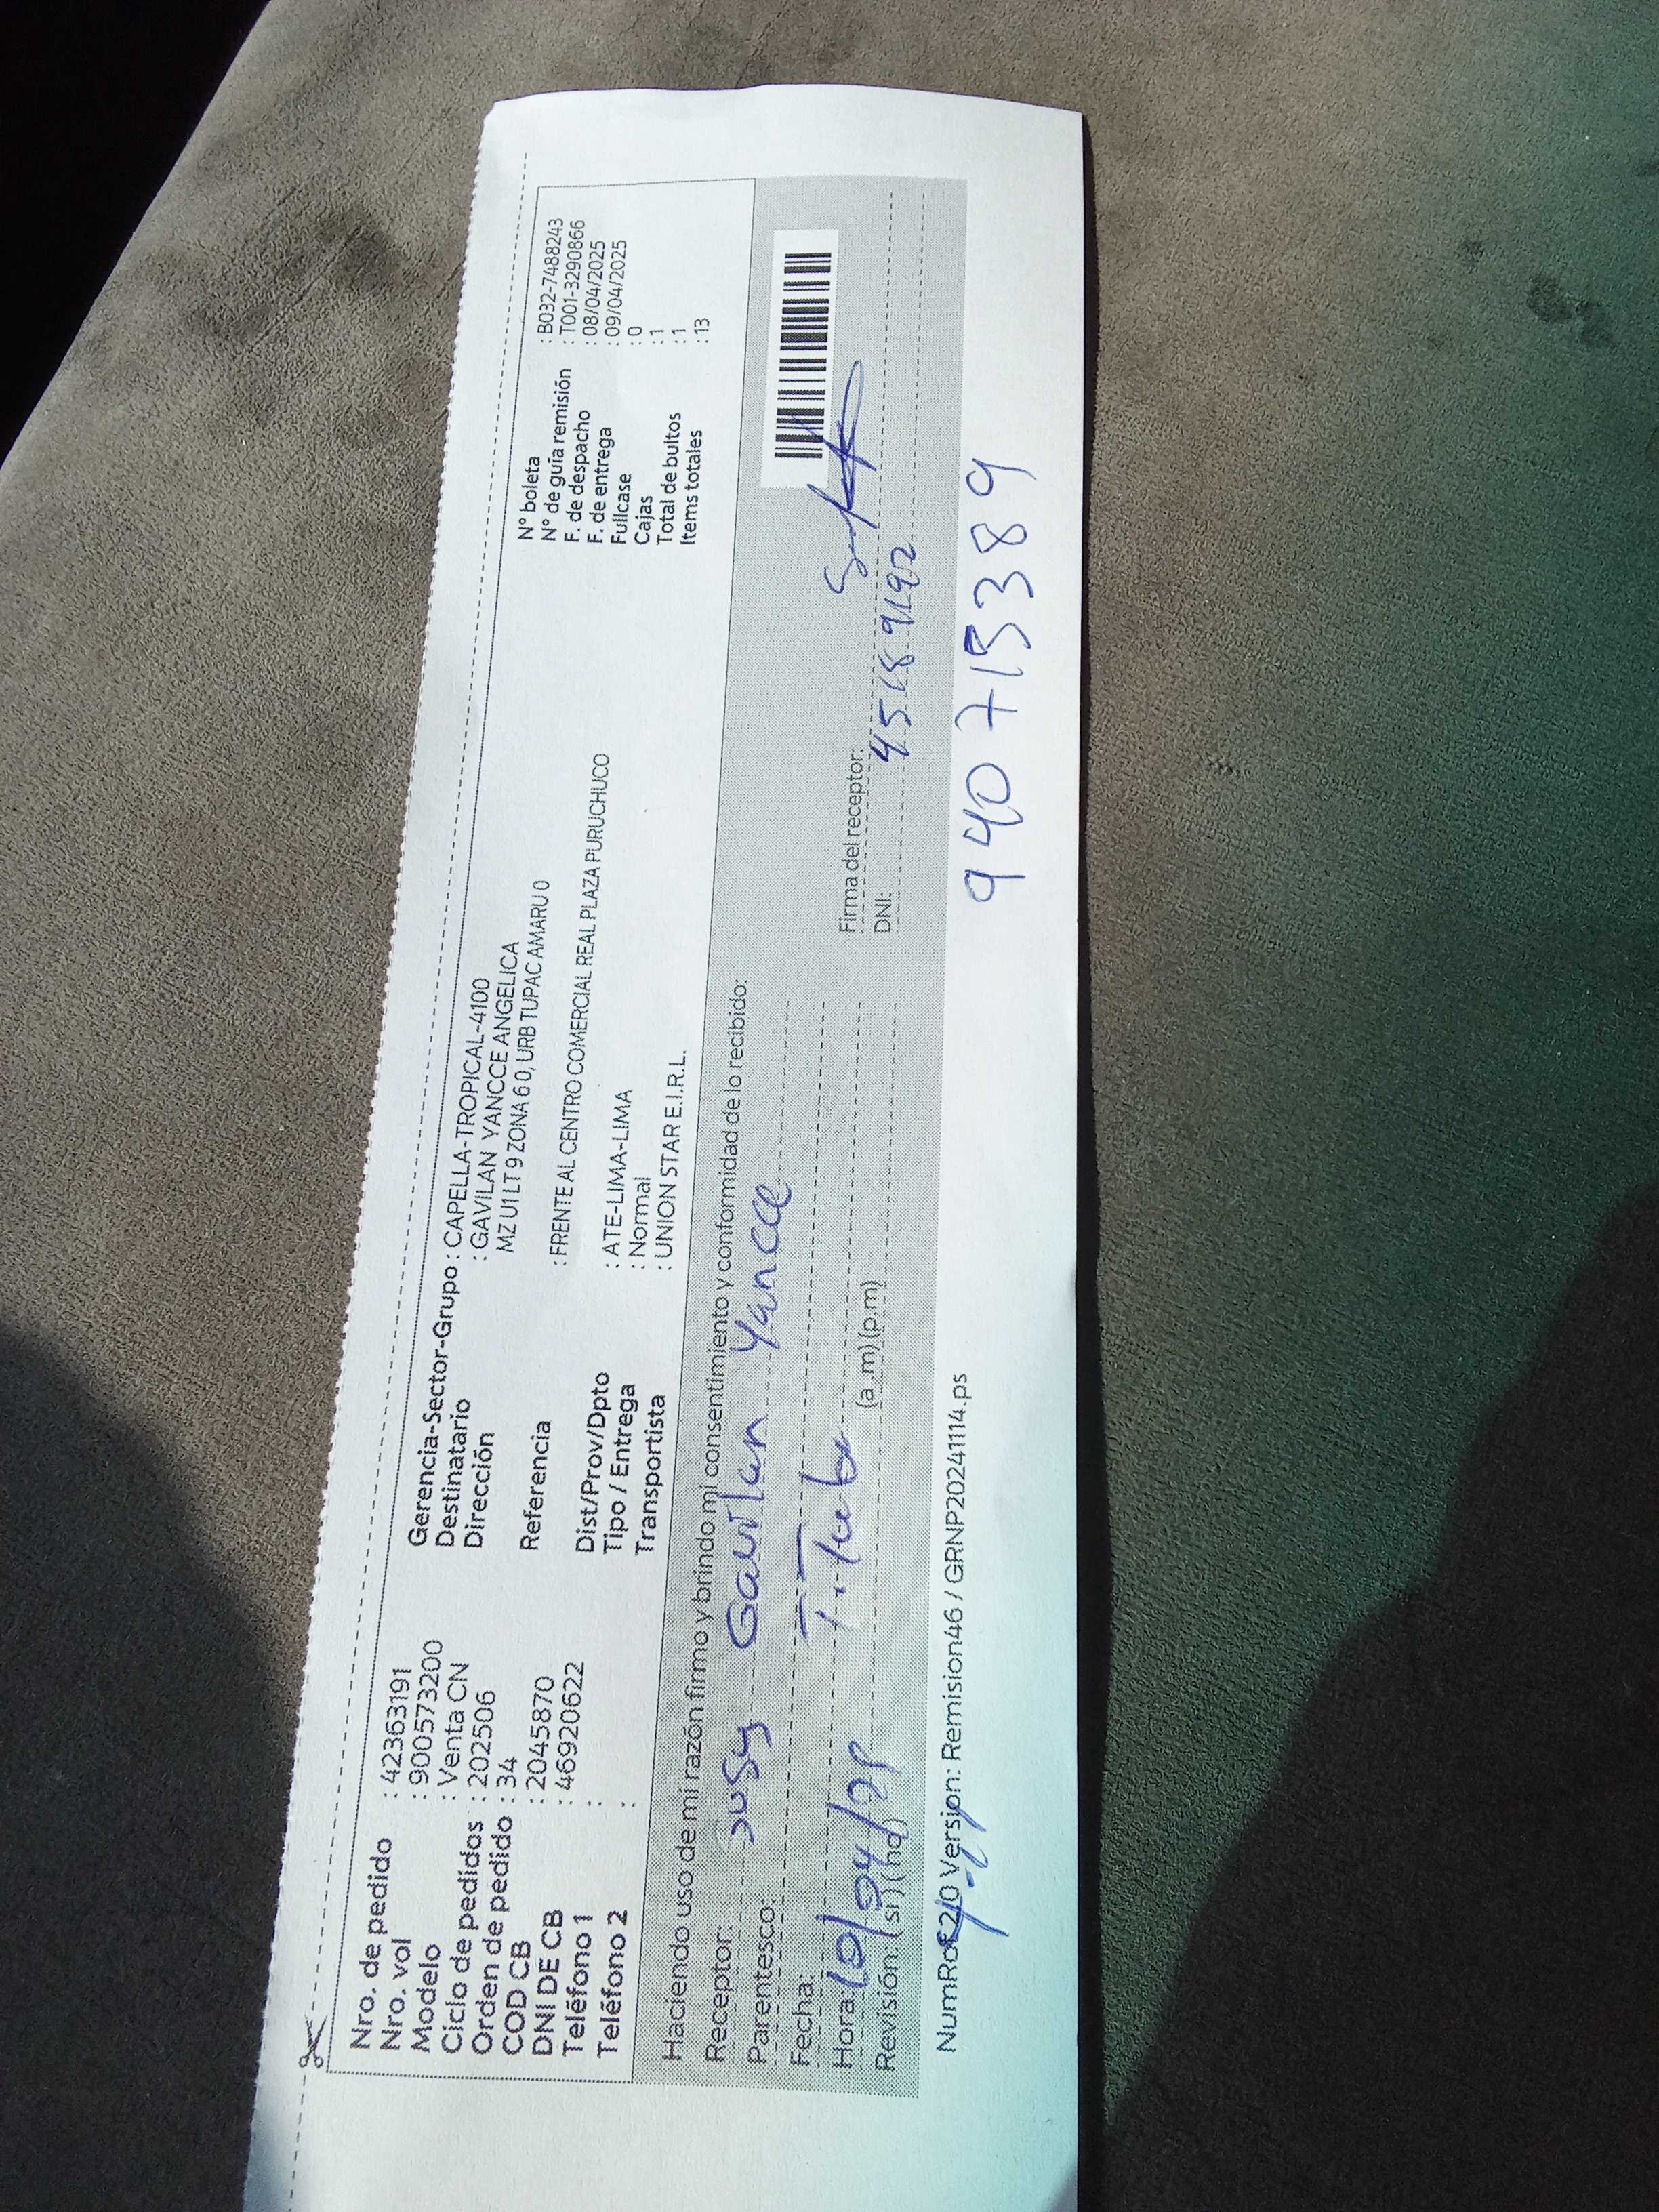 Nro. de pedido : 42363191
Nro. vol : 900573200
Modelo : Venta CN
Ciclo de pedidos : 202506
Orden de pedido : 34
COD CB : 2045870
DNI DE CB : 46920622
Teléfono 1 :
Teléfono 2 :
Gerencia-Sector-Grupo : CAPELLA-TROPICAL-4100
Destinatario : GAVILAN YANCCE ANGELICA
Dirección MZ U1 LT 9 ZONA 6 0, URB TUPAC AMARU 0
Referencia : FRENTE AL CENTRO COMERCIAL REAL PLAZA PURUCHUCO
Dist/Prov/Dpto : ATE-LIMA-LIMA
Tipo / Entrega : Normal
Transportista : UNION STAR E.I.R.L.
N° boleta : B032-7488243
N° de guía remisión : T001-3290866
F. de despacho : 08/04/2025
F. de entrega : 09/04/2025
Fullcase : 0
Cajas : 1
Total de bultos : 1
Items totales : 13
Haciendo uso de mi razón firmo y brindo mi consentimiento y conformidad de lo recibido:
Receptor: Susy Gavilan Yancce
Parentesco:
Fecha:
Hora: (a .m) (p.m)
Revisión: (si) (no)
Firma del receptor:
DNI:
940715389
Version: Remision46 / GRNP20241114.ps